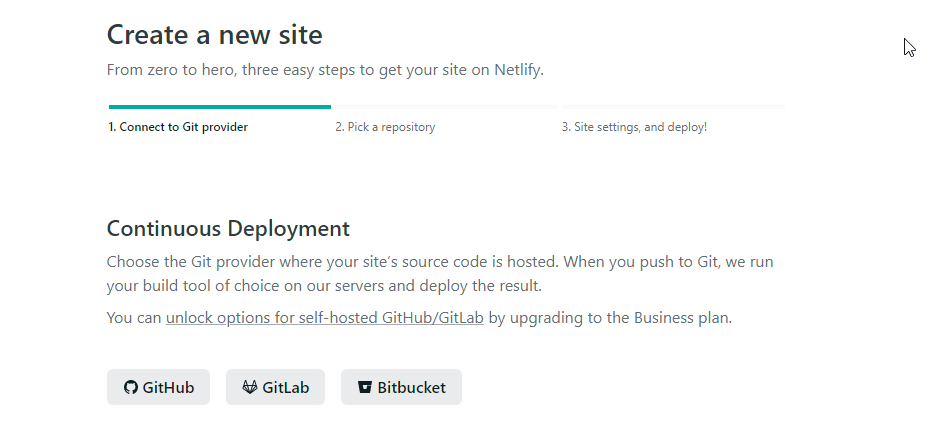 Create a new site
From zero to hero, three easy steps to get your site on Netlify.
1. Connect to Git provider
2. Pick a repository
3. Site settings, and deploy!
Continuous Deployment
Choose the Git provider where your site’s source code is hosted. When you push to Git, we run
your build tool of choice on our servers and deploy the result.
You can unlock options for self-hosted GitHub/GitLab by upgrading to the Business plan.
GitHub
GitLab
Bitbucket